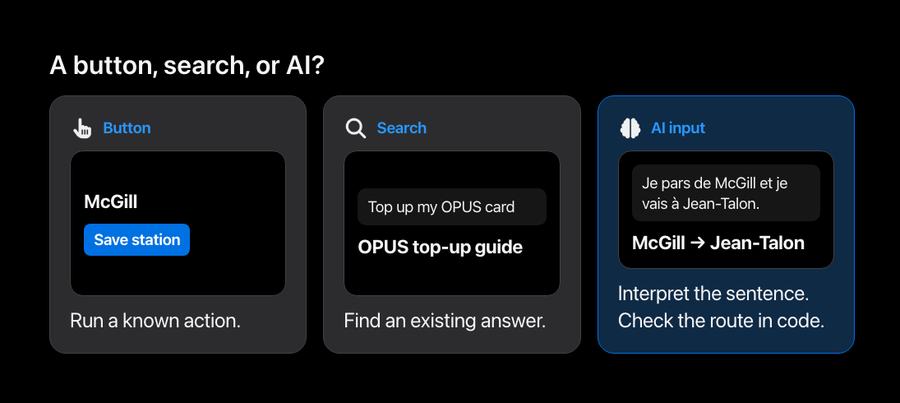 A button, search, or AI?
Button
McGill
Save station
Run a known action.
Search
Top up my OPUS card
OPUS top-up guide
Find an existing answer.
AI input
Je pars de McGill et je
vais à Jean-Talon.
McGill → Jean-Talon
Interpret the sentence.
Check the route in code.